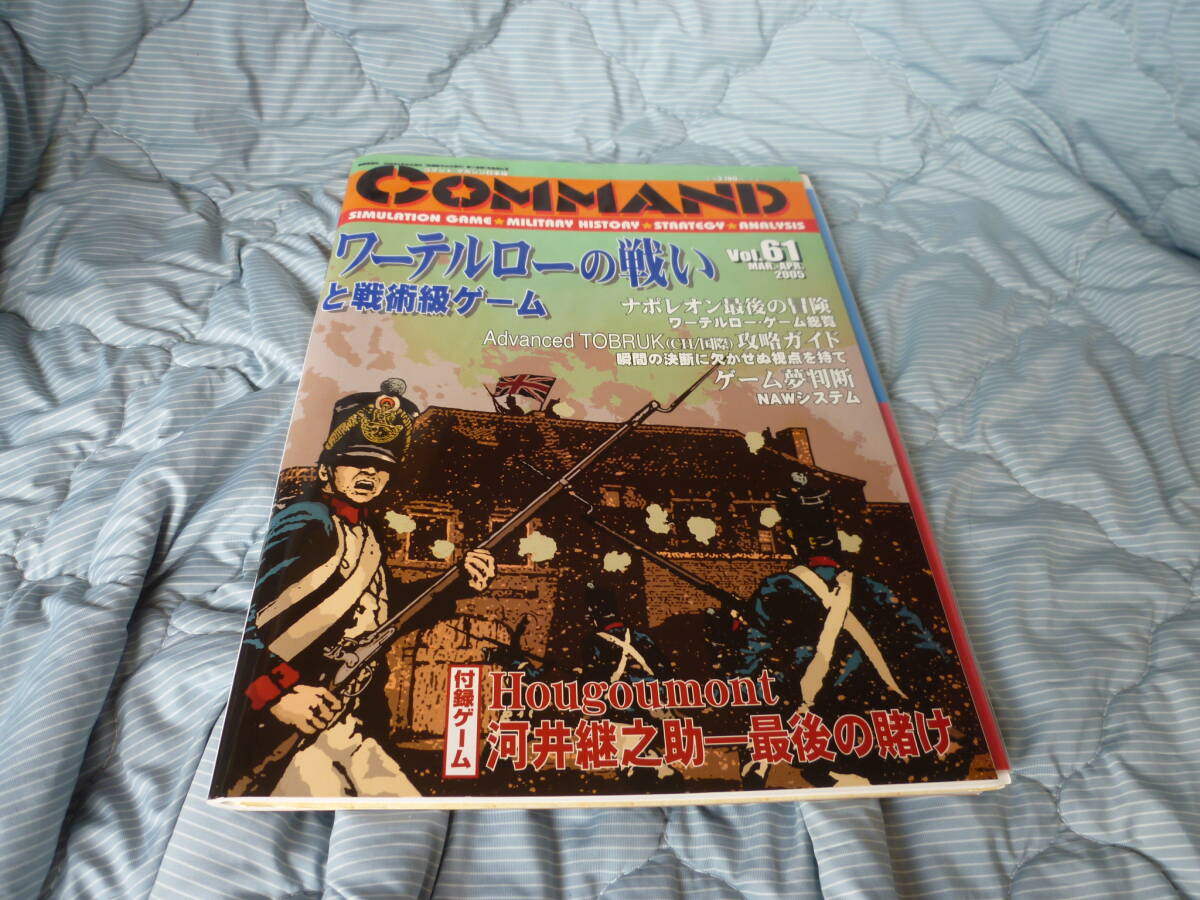 COMMAND
SIMULATION GAME★MILITARY HISTORY★STRATEGY★ANALYSIS
ワーテルローの戦い
と戦術級ゲーム
Vol.61
MAR.-APR.
2005
ナポレオン最後の冒険
ワーテルロー・ゲーム総覧
Advanced TOBRUK(CH/国際)攻略ガイド
瞬間の決断に欠かせぬ視点を持て
ゲーム夢判断
NAWシステム
付録ゲーム
Hougoumont
河井継之助—最後の賭け